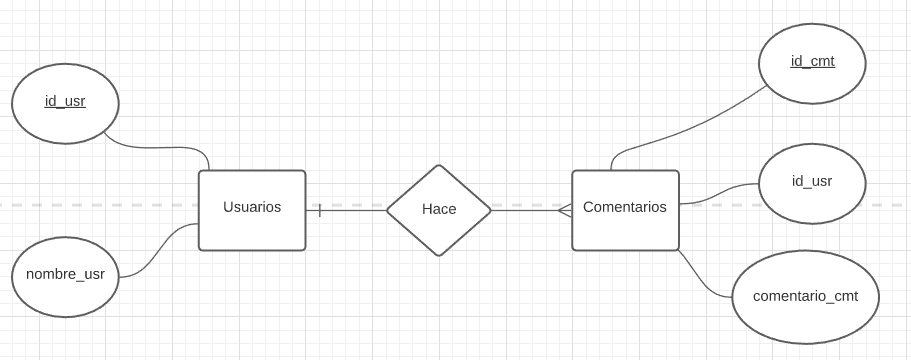 id_cmt
id_usr
id_usr
Usuarios
Hace
Comentarios
nombre_usr
comentario_cmt